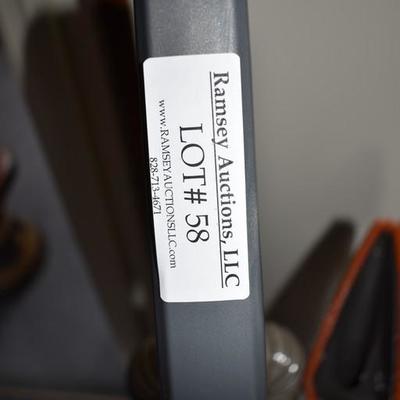 Ramsey Auctions, LLC
LOT# 58
www.RAMSEYAUCTIONSLLC.com
828-713-4671